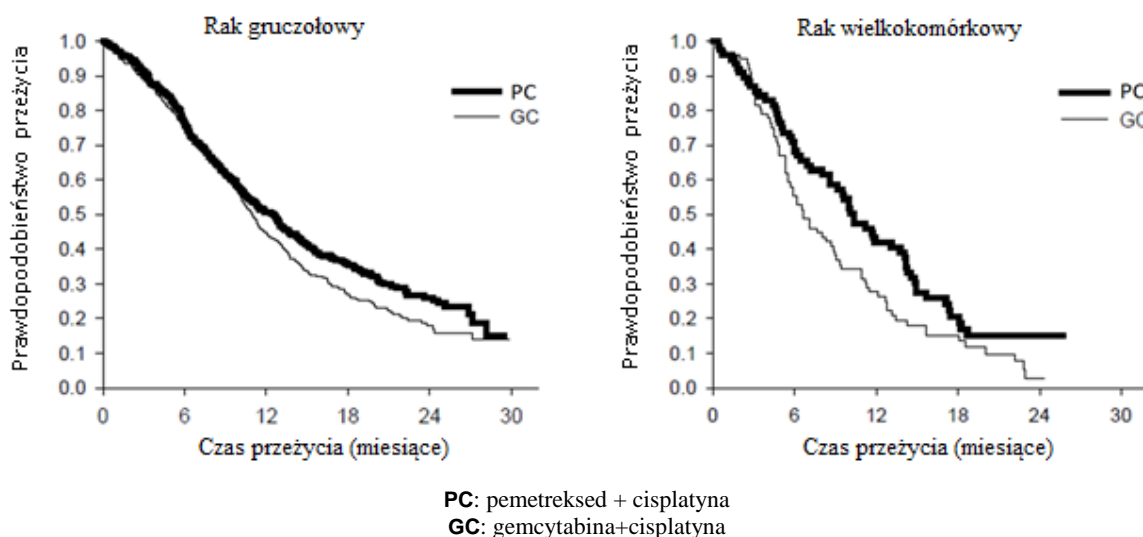 Rak gruczołowy
Prawdopodobieństwo przeżycia
1.0
0.9
0.8
0.7
0.6
0.5
0.4
0.3
0.2
0.1
0.0
PC
GC
0 6 12 18 24 30
Czas przeżycia (miesiące)
Rak wielkokomórkowy
Prawdopodobieństwo przeżycia
1.0
0.9
0.8
0.7
0.6
0.5
0.4
0.3
0.2
0.1
0.0
PC
GC
0 6 12 18 24 30
Czas przeżycia (miesiące)
PC: pemetreksed + cisplatyna
GC: gemcytabina+cisplatyna